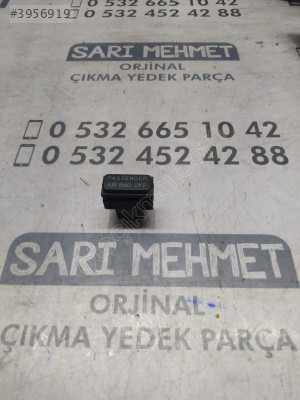 #3956919
0 532 665 10 42
0 532 452 42 88
SARI MEHMET
ORJİNAL
ÇIKMA YEDEK PARÇA
0 532 665 10 42
0 532 452 42 88
PASSENGER
AIR BAG OFF
SARI MEHMET
ORJİNAL
ÇIKMA YEDEK PARÇA